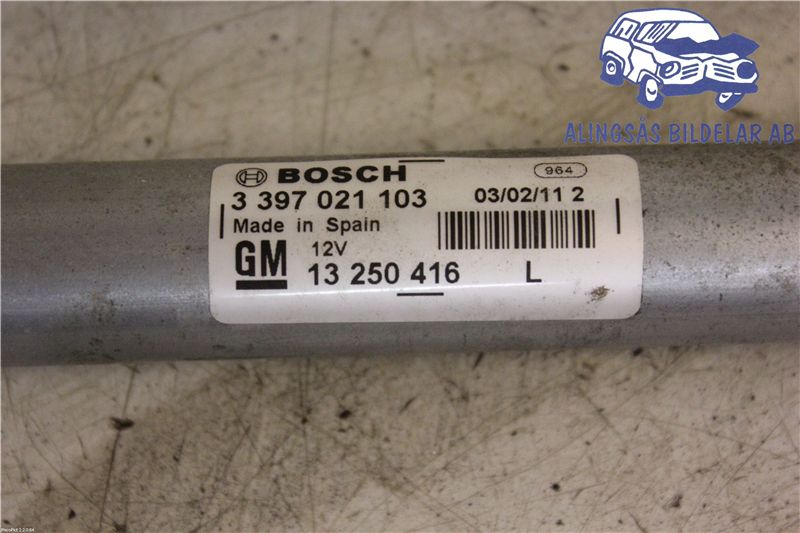 ALINGSÅS BILDELAR AB
BOSCH
964
3 397 021 103
03/02/11 2
Made in Spain
12V
GM
13 250 416
L